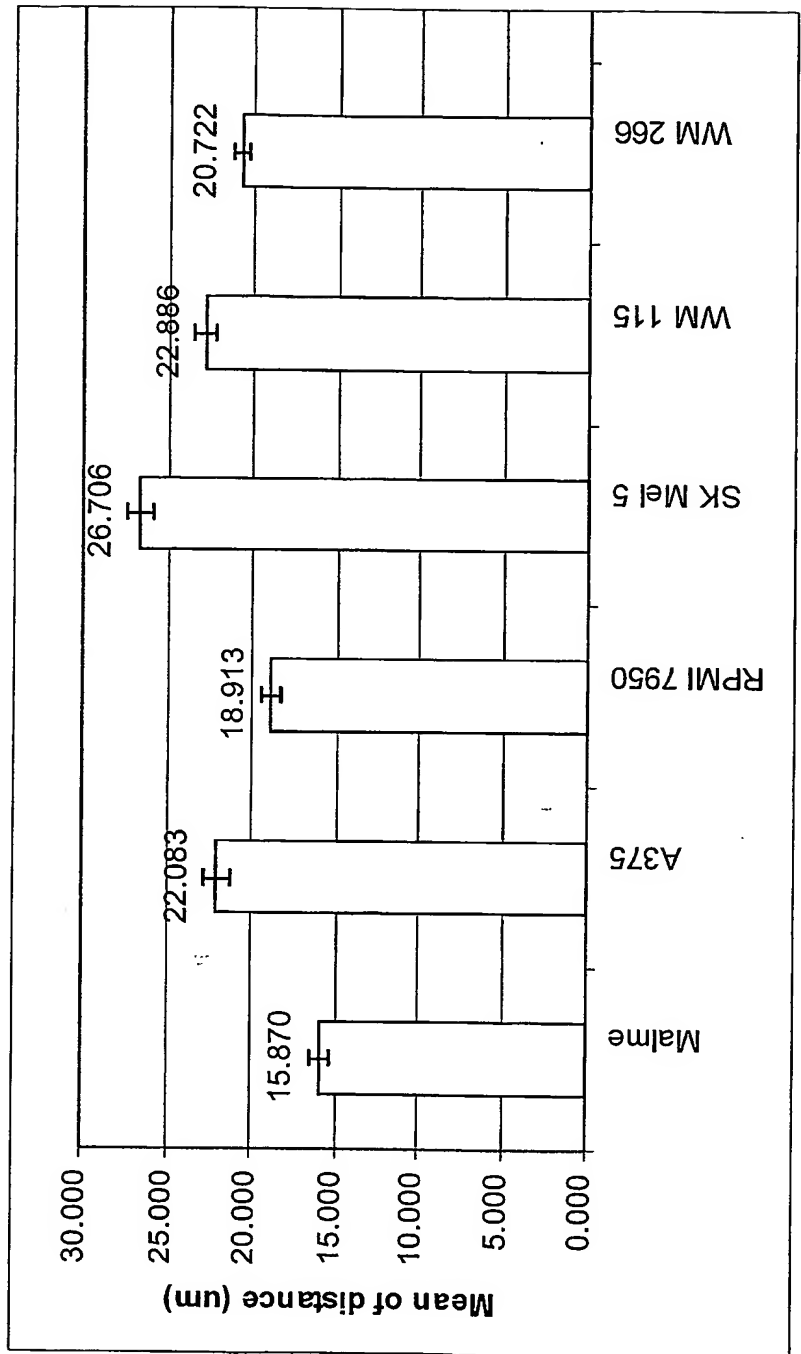 Mean of distance (um)
30.000
25.000
20.000
15.000
10.000
5.000
0.000
15.870
22.083
18.913
26.706
22.886
20.722
Malme
A375
RPMI 7950
SK Mel 5
WM 115
WM 266